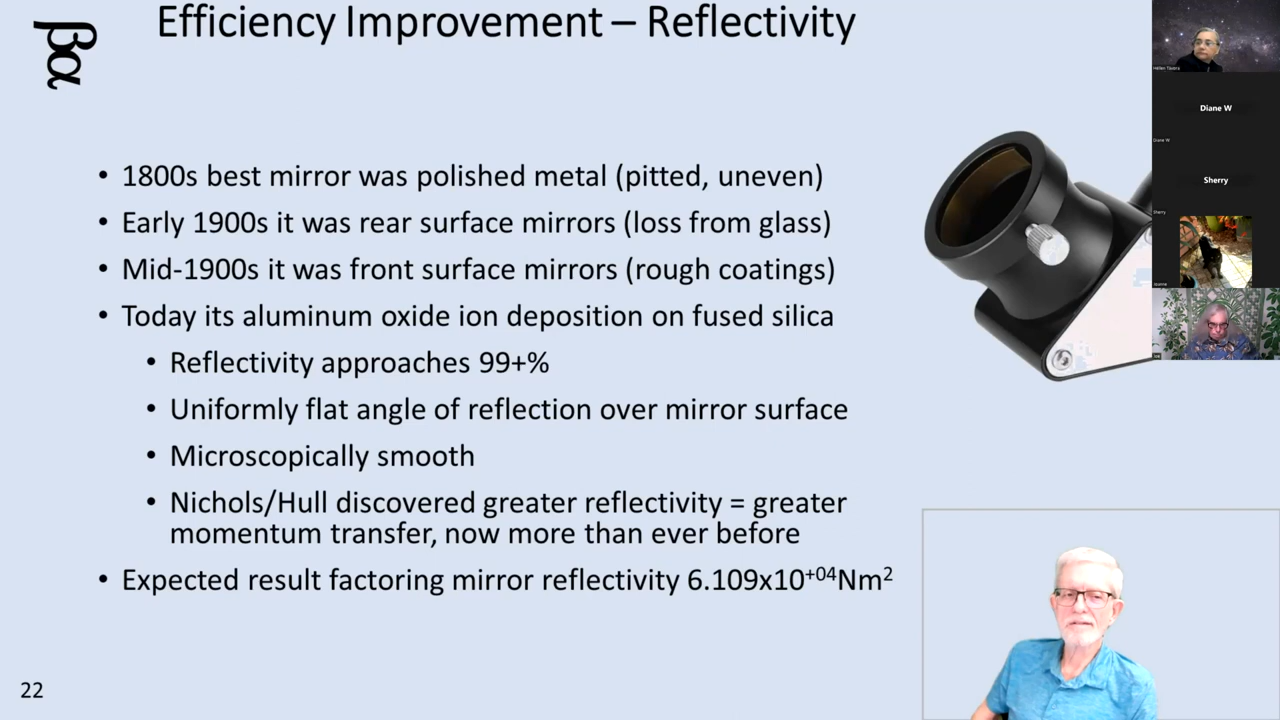 Efficiency Improvement – Reflectivity
βα
• 1800s best mirror was polished metal (pitted, uneven)
• Early 1900s it was rear surface mirrors (loss from glass)
• Mid-1900s it was front surface mirrors (rough coatings)
• Today its aluminum oxide ion deposition on fused silica
• Reflectivity approaches 99+%
• Uniformly flat angle of reflection over mirror surface
• Microscopically smooth
• Nichols/Hull discovered greater reflectivity = greater
momentum transfer, now more than ever before
• Expected result factoring mirror reflectivity 6.109x10⁺⁰⁴Nm²
22
Diane W
Diane W
Sherry
Sherry